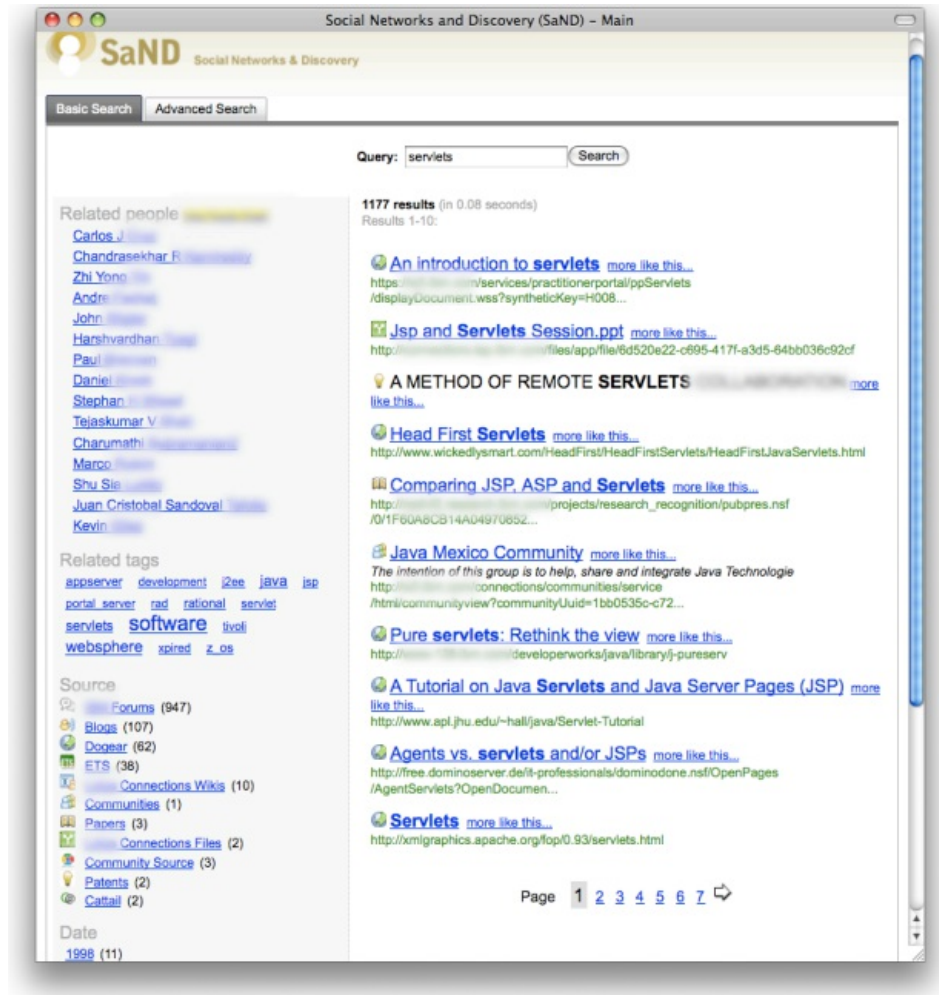 Social Networks and Discovery (SaND) – Main
SaND Social Networks & Discovery
Basic Search Advanced Search
Query: servlets Search
Related people
Carlos J
Chandrasekhar R
Zhi Yong
Andre
John
Harshvardhan
Paul
Daniel
Stephan
Tejaskumar V
Charumathi
Marco
Shu Sia
Juan Cristobal Sandoval
Kevin
Related tags
appserver development j2ee java jsp
portal_server rad rational servlet
servlets software tivoli
websphere xpired z_os
Source
Forums (947)
Blogs (107)
Dogear (62)
ETS (38)
Connections Wikis (10)
Communities (1)
Papers (3)
Connections Files (2)
Community Source (3)
Patents (2)
Cattail (2)
Date
1998 (11)
1177 results (in 0.08 seconds)
Results 1-10:
An introduction to servlets more like this...
https: /services/practitionerportal/ppServlets
/displayDocument.wss?syntheticKey=H008...
Jsp and Servlets Session.ppt more like this...
http: /files/app/file/6d520e22-c695-417f-a3d5-64bb036c92cf
A METHOD OF REMOTE SERVLETS COLLABORATION more
like this...
Head First Servlets more like this...
http://www.wickedlysmart.com/HeadFirst/HeadFirstServlets/HeadFirstJavaServlets.html
Comparing JSP, ASP and Servlets more like this...
http: /projects/research_recognition/pubpres.nsf
/0/1F60A8CB14A04970852...
Java Mexico Community more like this...
The intention of this group is to help, share and integrate Java Technologie
http: connections/communities/service
/html/communityview?communityUuid=1bb0535c-c72...
Pure servlets: Rethink the view more like this...
http:// developerworks/java/library/j-pureserv
A Tutorial on Java Servlets and Java Server Pages (JSP) more
like this...
http://www.apl.jhu.edu/~hall/java/Servlet-Tutorial
Agents vs. servlets and/or JSPs more like this...
http://free.dominoserver.de/it-professionals/dominodone.nsf/OpenPages
/AgentServlets?OpenDocumen...
Servlets more like this...
http://xmlgraphics.apache.org/fop/0.93/servlets.html
Page 1 2 3 4 5 6 7